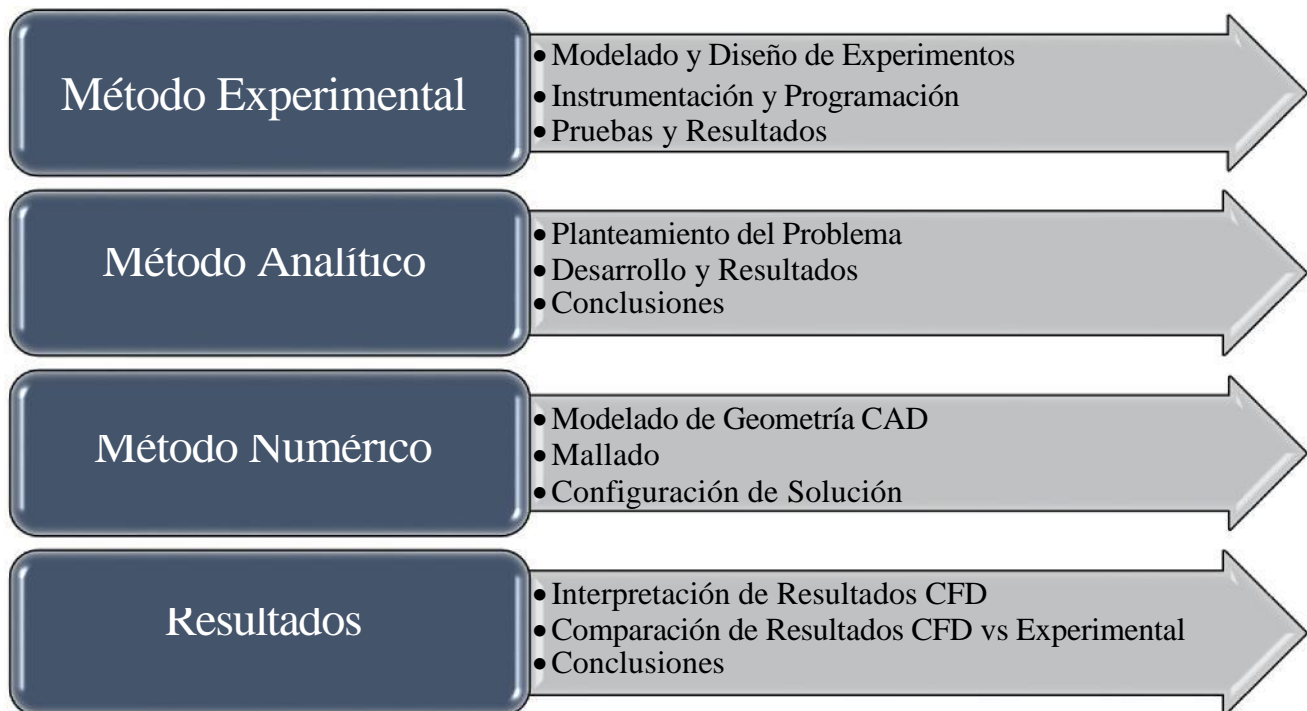 Método Experimental
• Modelado y Diseño de Experimentos
• Instrumentación y Programación
• Pruebas y Resultados
Método Analítico
• Planteamiento del Problema
• Desarrollo y Resultados
• Conclusiones
Método Numérico
• Modelado de Geometría CAD
• Mallado
• Configuración de Solución
Resultados
• Interpretación de Resultados CFD
• Comparación de Resultados CFD vs Experimental
• Conclusiones